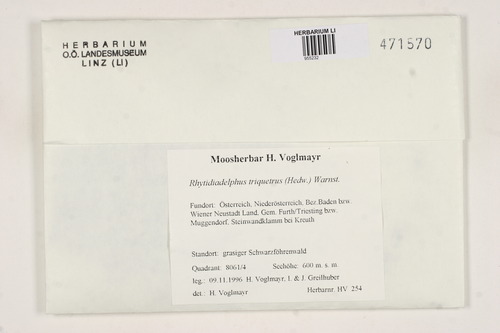 HERBARIUM
O.Ö. LANDESMUSEUM
LINZ (LI)
HERBARIUM LI
471570
Moosherbar H. Voglmayr
Rhytidiadelphus triquetrus (Hedw.) Warnst.
Fundort: Österreich, Niederösterreich, Bez.Baden bzw.
Wiener Neustadt Land, Gem. Furth/Triesting bzw.
Muggendorf, Steinwandklamm bei Kreuth
Standort: grasiger Schwarzföhrenwald
Quadrant: 8061/4 Seehöhe: 600 m. s. m.
leg.: 09.11.1996 H. Voglmayr, I. & J. Greilhuber
det.: H. Voglmayr Herbarnr. HV 254